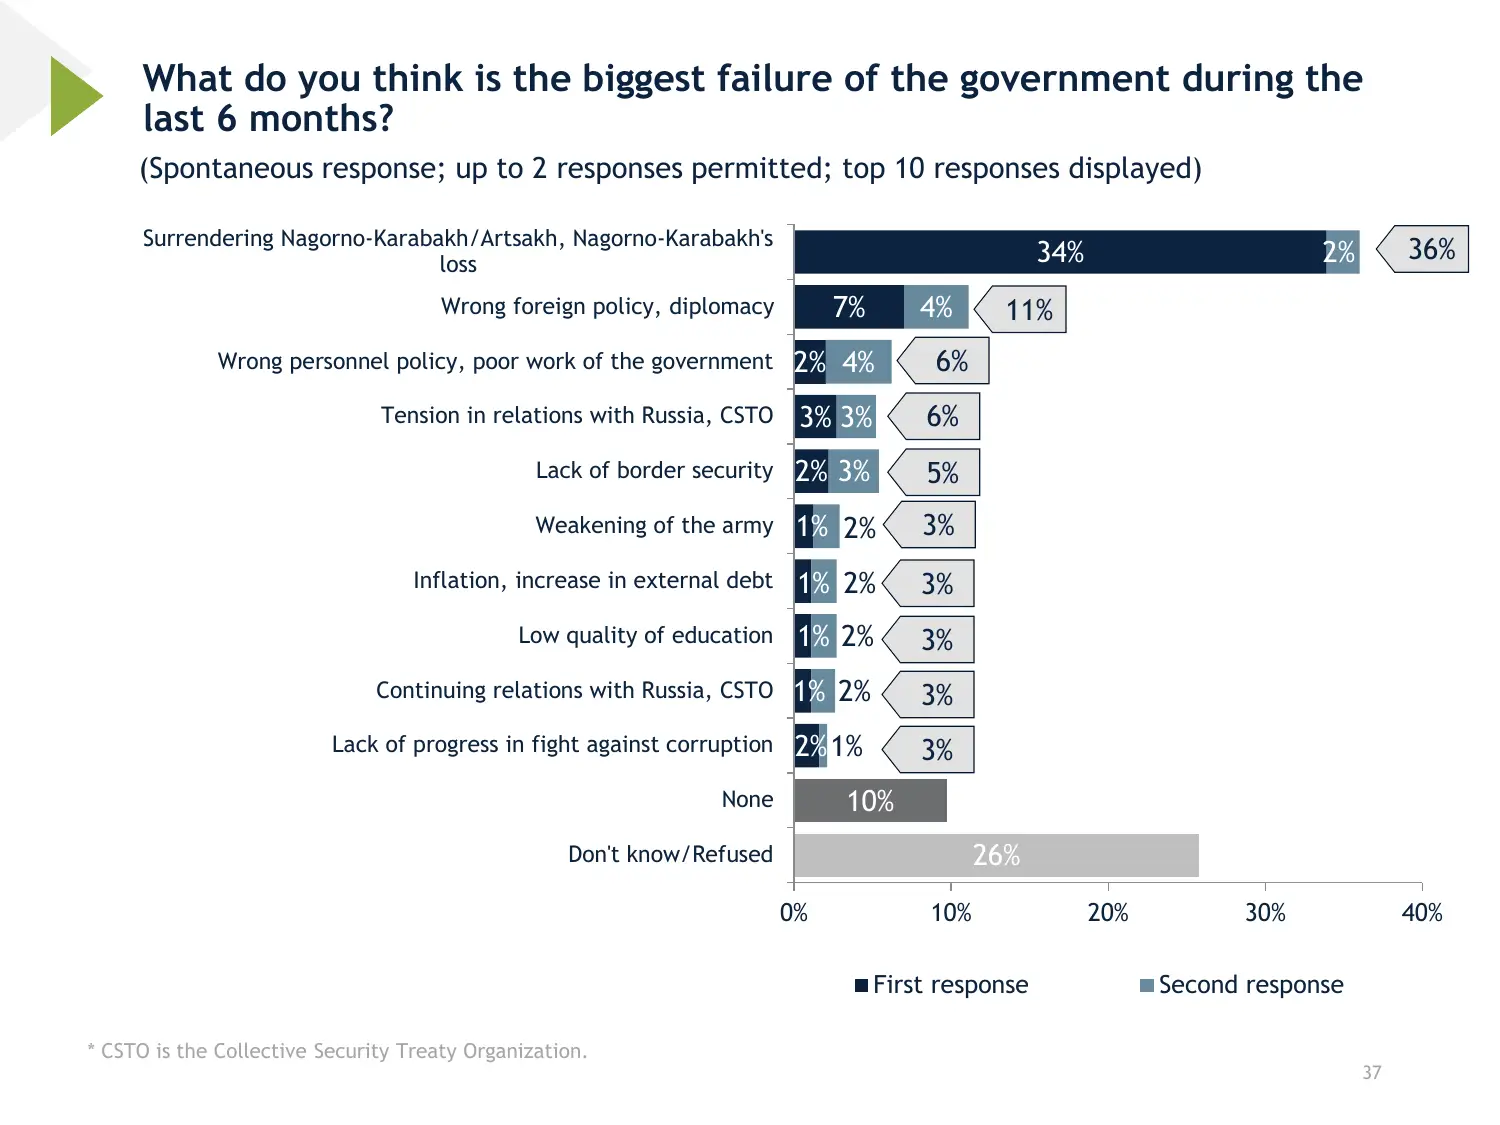 What do you think is the biggest failure of the government during the
last 6 months?
(Spontaneous response; up to 2 responses permitted; top 10 responses displayed)
Surrendering Nagorno-Karabakh/Artsakh, Nagorno-Karabakh's
loss
34%
2%
36%
Wrong foreign policy, diplomacy
7%
4%
11%
Wrong personnel policy, poor work of the government
2%
4%
6%
Tension in relations with Russia, CSTO
3%
3%
6%
Lack of border security
2%
3%
5%
Weakening of the army
1%
2%
3%
Inflation, increase in external debt
1%
2%
3%
Low quality of education
1%
2%
3%
Continuing relations with Russia, CSTO
1%
2%
3%
Lack of progress in fight against corruption
2%
1%
3%
None
10%
Don't know/Refused
26%
0%
10%
20%
30%
40%
First response
Second response
* CSTO is the Collective Security Treaty Organization.
37